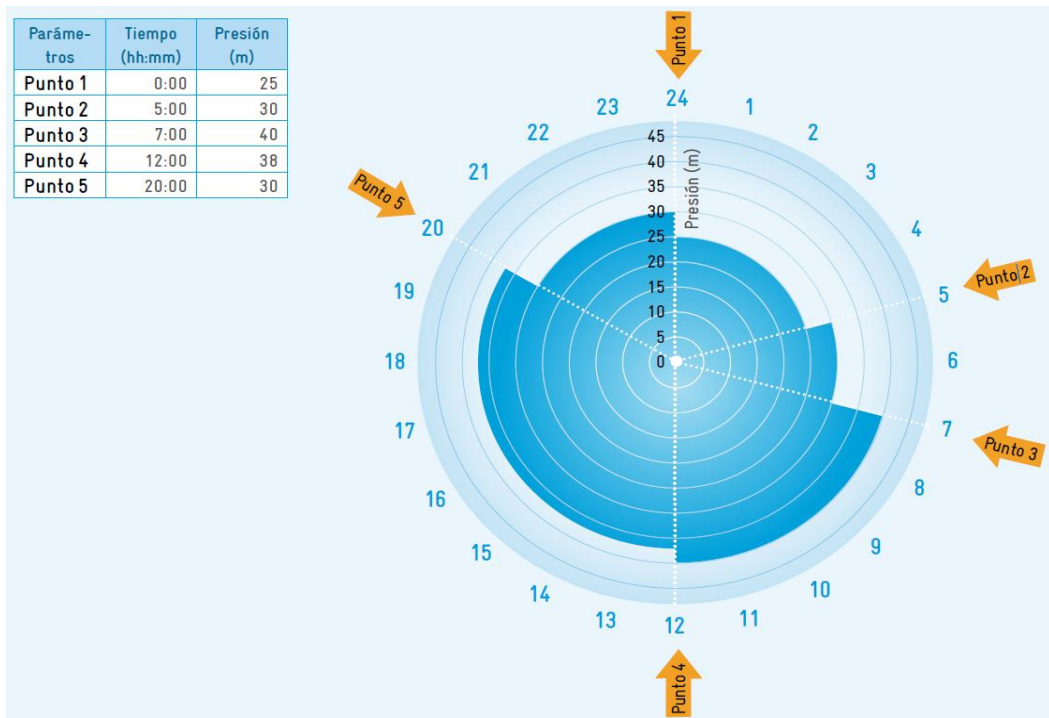 Paráme-
tros
Tiempo
(hh:mm)
Presión
(m)
Punto 1 0:00 25
Punto 2 5:00 30
Punto 3 7:00 40
Punto 4 12:00 38
Punto 5 20:00 30
Punto 1
24
1
2
3
4
5
Punto 2
6
7
Punto 3
8
9
10
11
12
Punto 4
13
14
15
16
17
18
19
20
Punto 5
21
22
23
45
40
35
30
25
20
15
10
5
0
Presión (m)